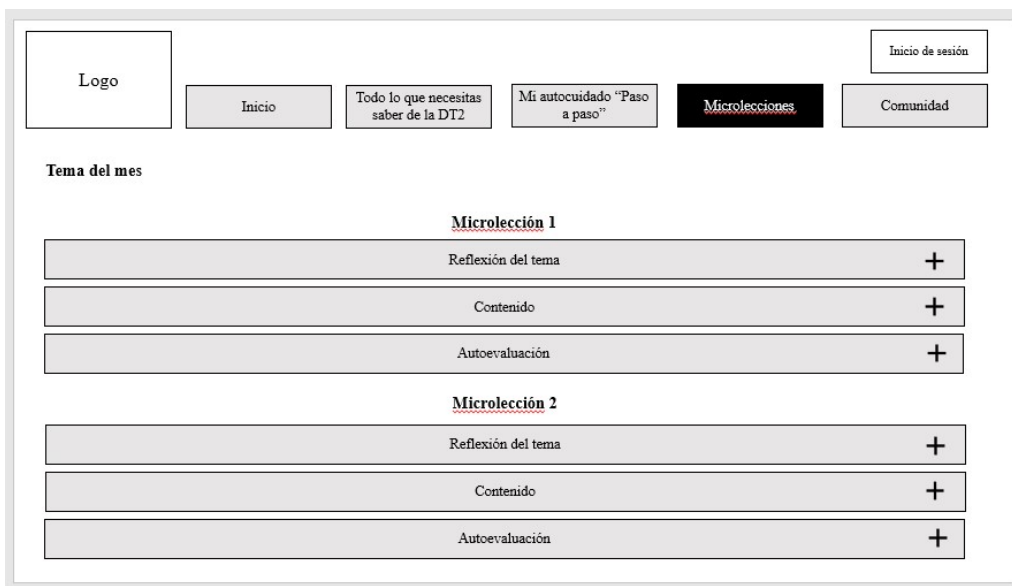 Inicio de sesión
Logo
Inicio
Todo lo que necesitas
saber de la DT2
Mi autocuidado “Paso
a paso”
Microlecciones
Comunidad
Tema del mes
Microlección 1
Reflexión del tema
Contenido
Autoevaluación
Microlección 2
Reflexión del tema
Contenido
Autoevaluación